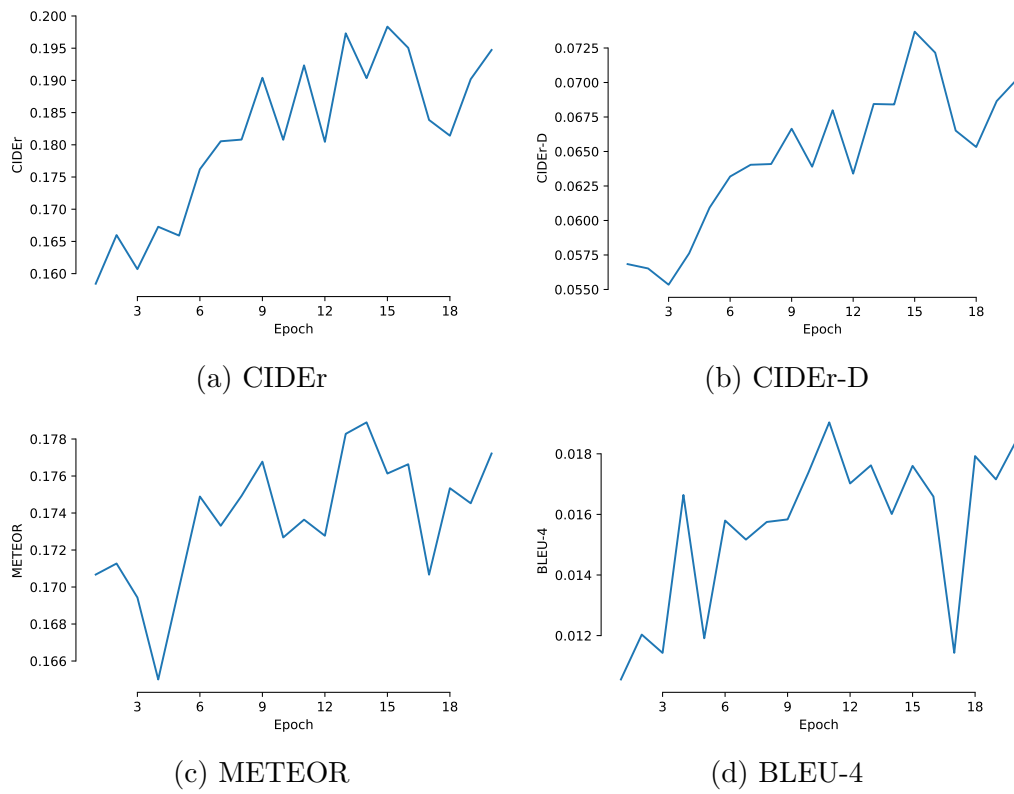 0.200
0.195
0.190
0.185
0.180
0.175
0.170
0.165
0.160
CIDEr
3 6 9 12 15 18
Epoch
(a) CIDEr
0.0725
0.0700
0.0675
0.0650
0.0625
0.0600
0.0575
0.0550
CIDEr-D
3 6 9 12 15 18
Epoch
(b) CIDEr-D
0.178
0.176
0.174
0.172
0.170
0.168
0.166
METEOR
3 6 9 12 15 18
Epoch
(c) METEOR
0.018
0.016
0.014
0.012
BLEU-4
3 6 9 12 15 18
Epoch
(d) BLEU-4